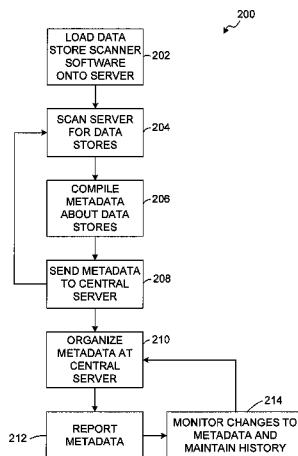 200
LOAD DATA
STORE SCANNER
SOFTWARE
ONTO SERVER
202
SCAN SERVER
FOR DATA
STORES
204
COMPILE
METADATA
ABOUT DATA
STORES
206
SEND METADATA
TO CENTRAL
SERVER
208
ORGANIZE
METADATA AT
CENTRAL
SERVER
210
212
REPORT
METADATA
214
MONITOR CHANGES TO
METADATA AND
MAINTAIN HISTORY